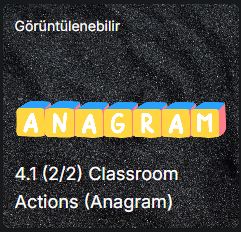 Görüntülenebilir
ANAGRAM
4.1 (2/2) Classroom
Actions (Anagram)